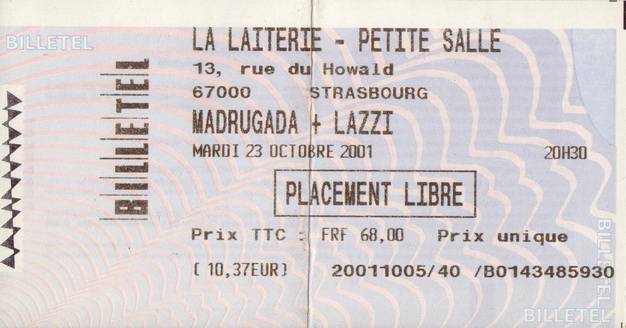 BILLETEL
BILLETEL
LA LAITERIE - PETITE SALLE
13, rue du Howald
67000 STRASBOURG
MADRUGADA + LAZZI
MARDI 23 OCTOBRE 2001 20H30
PLACEMENT LIBRE
Prix TTC : FRF 68,00 Prix unique
[ 10,37EUR] 20011005/40 /B0143485930
BILLETEL
BILLETEL